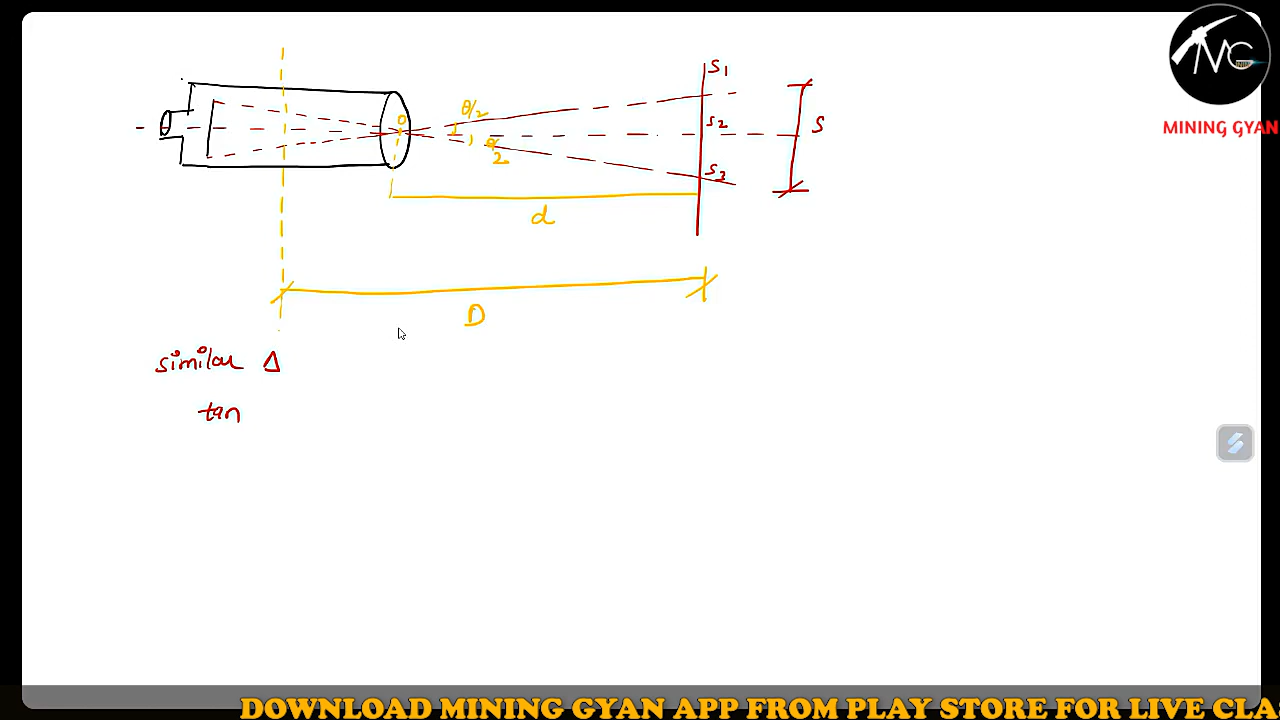 S1
θ/2
O
S2
S
θ/2
S3
d
D
similar Δ
tan
MG
MINING GYAN
DOWNLOAD MINING GYAN APP FROM PLAY STORE FOR LIVE CLA